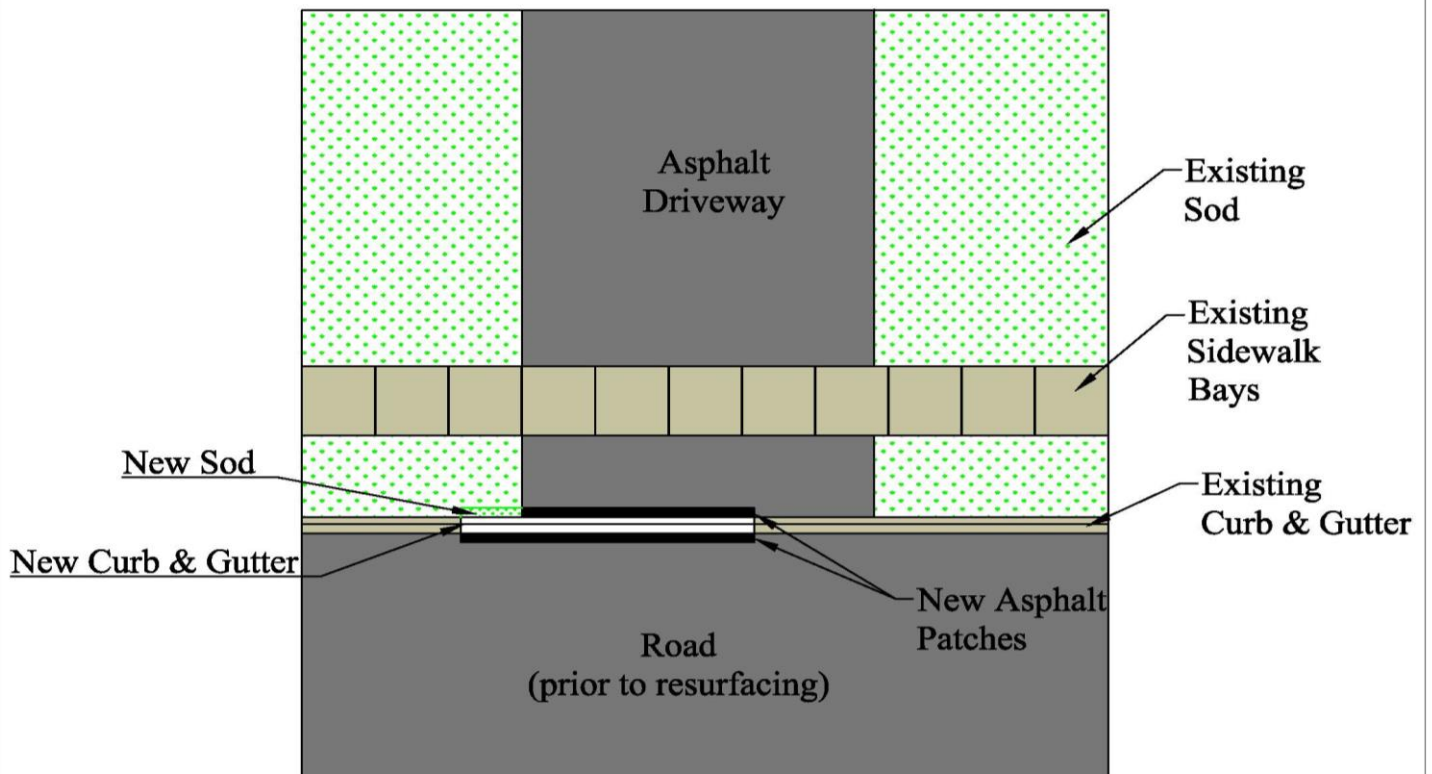 Asphalt
Driveway
Existing
Sod
Existing
Sidewalk
Bays
New Sod
Existing
Curb & Gutter
New Curb & Gutter
New Asphalt
Patches
Road
(prior to resurfacing)